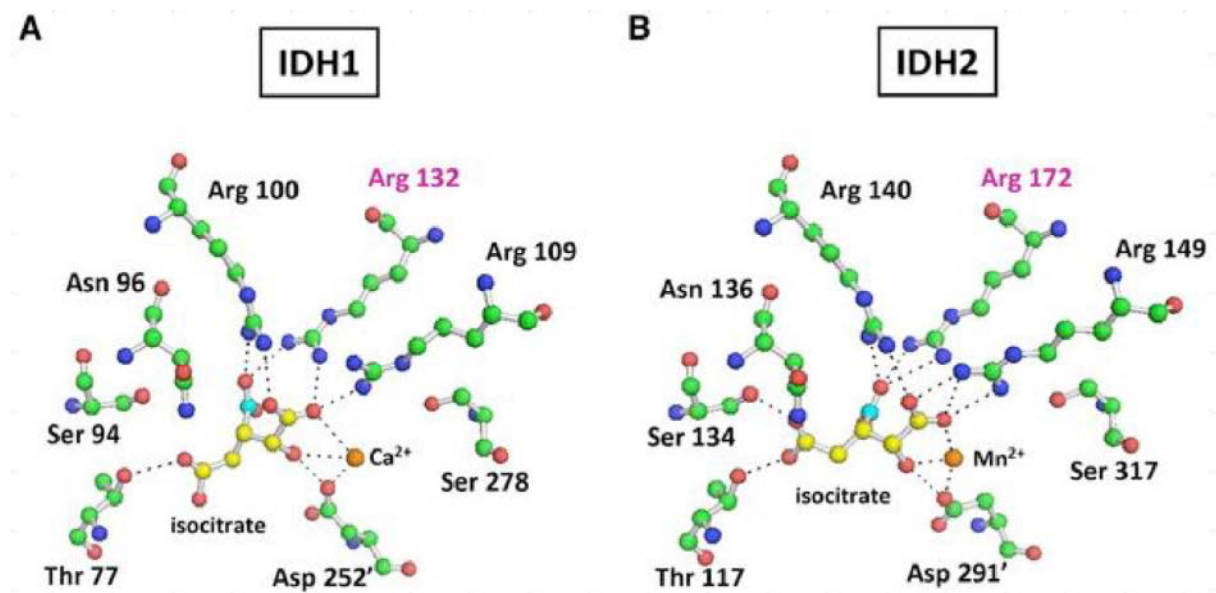 A
IDH1
Arg 100
Arg 132
Arg 109
Asn 96
Ser 94
Ca²⁺
Ser 278
isocitrate
Thr 77
Asp 252’
B
IDH2
Arg 140
Arg 172
Arg 149
Asn 136
Ser 134
Mn²⁺
Ser 317
isocitrate
Thr 117
Asp 291’